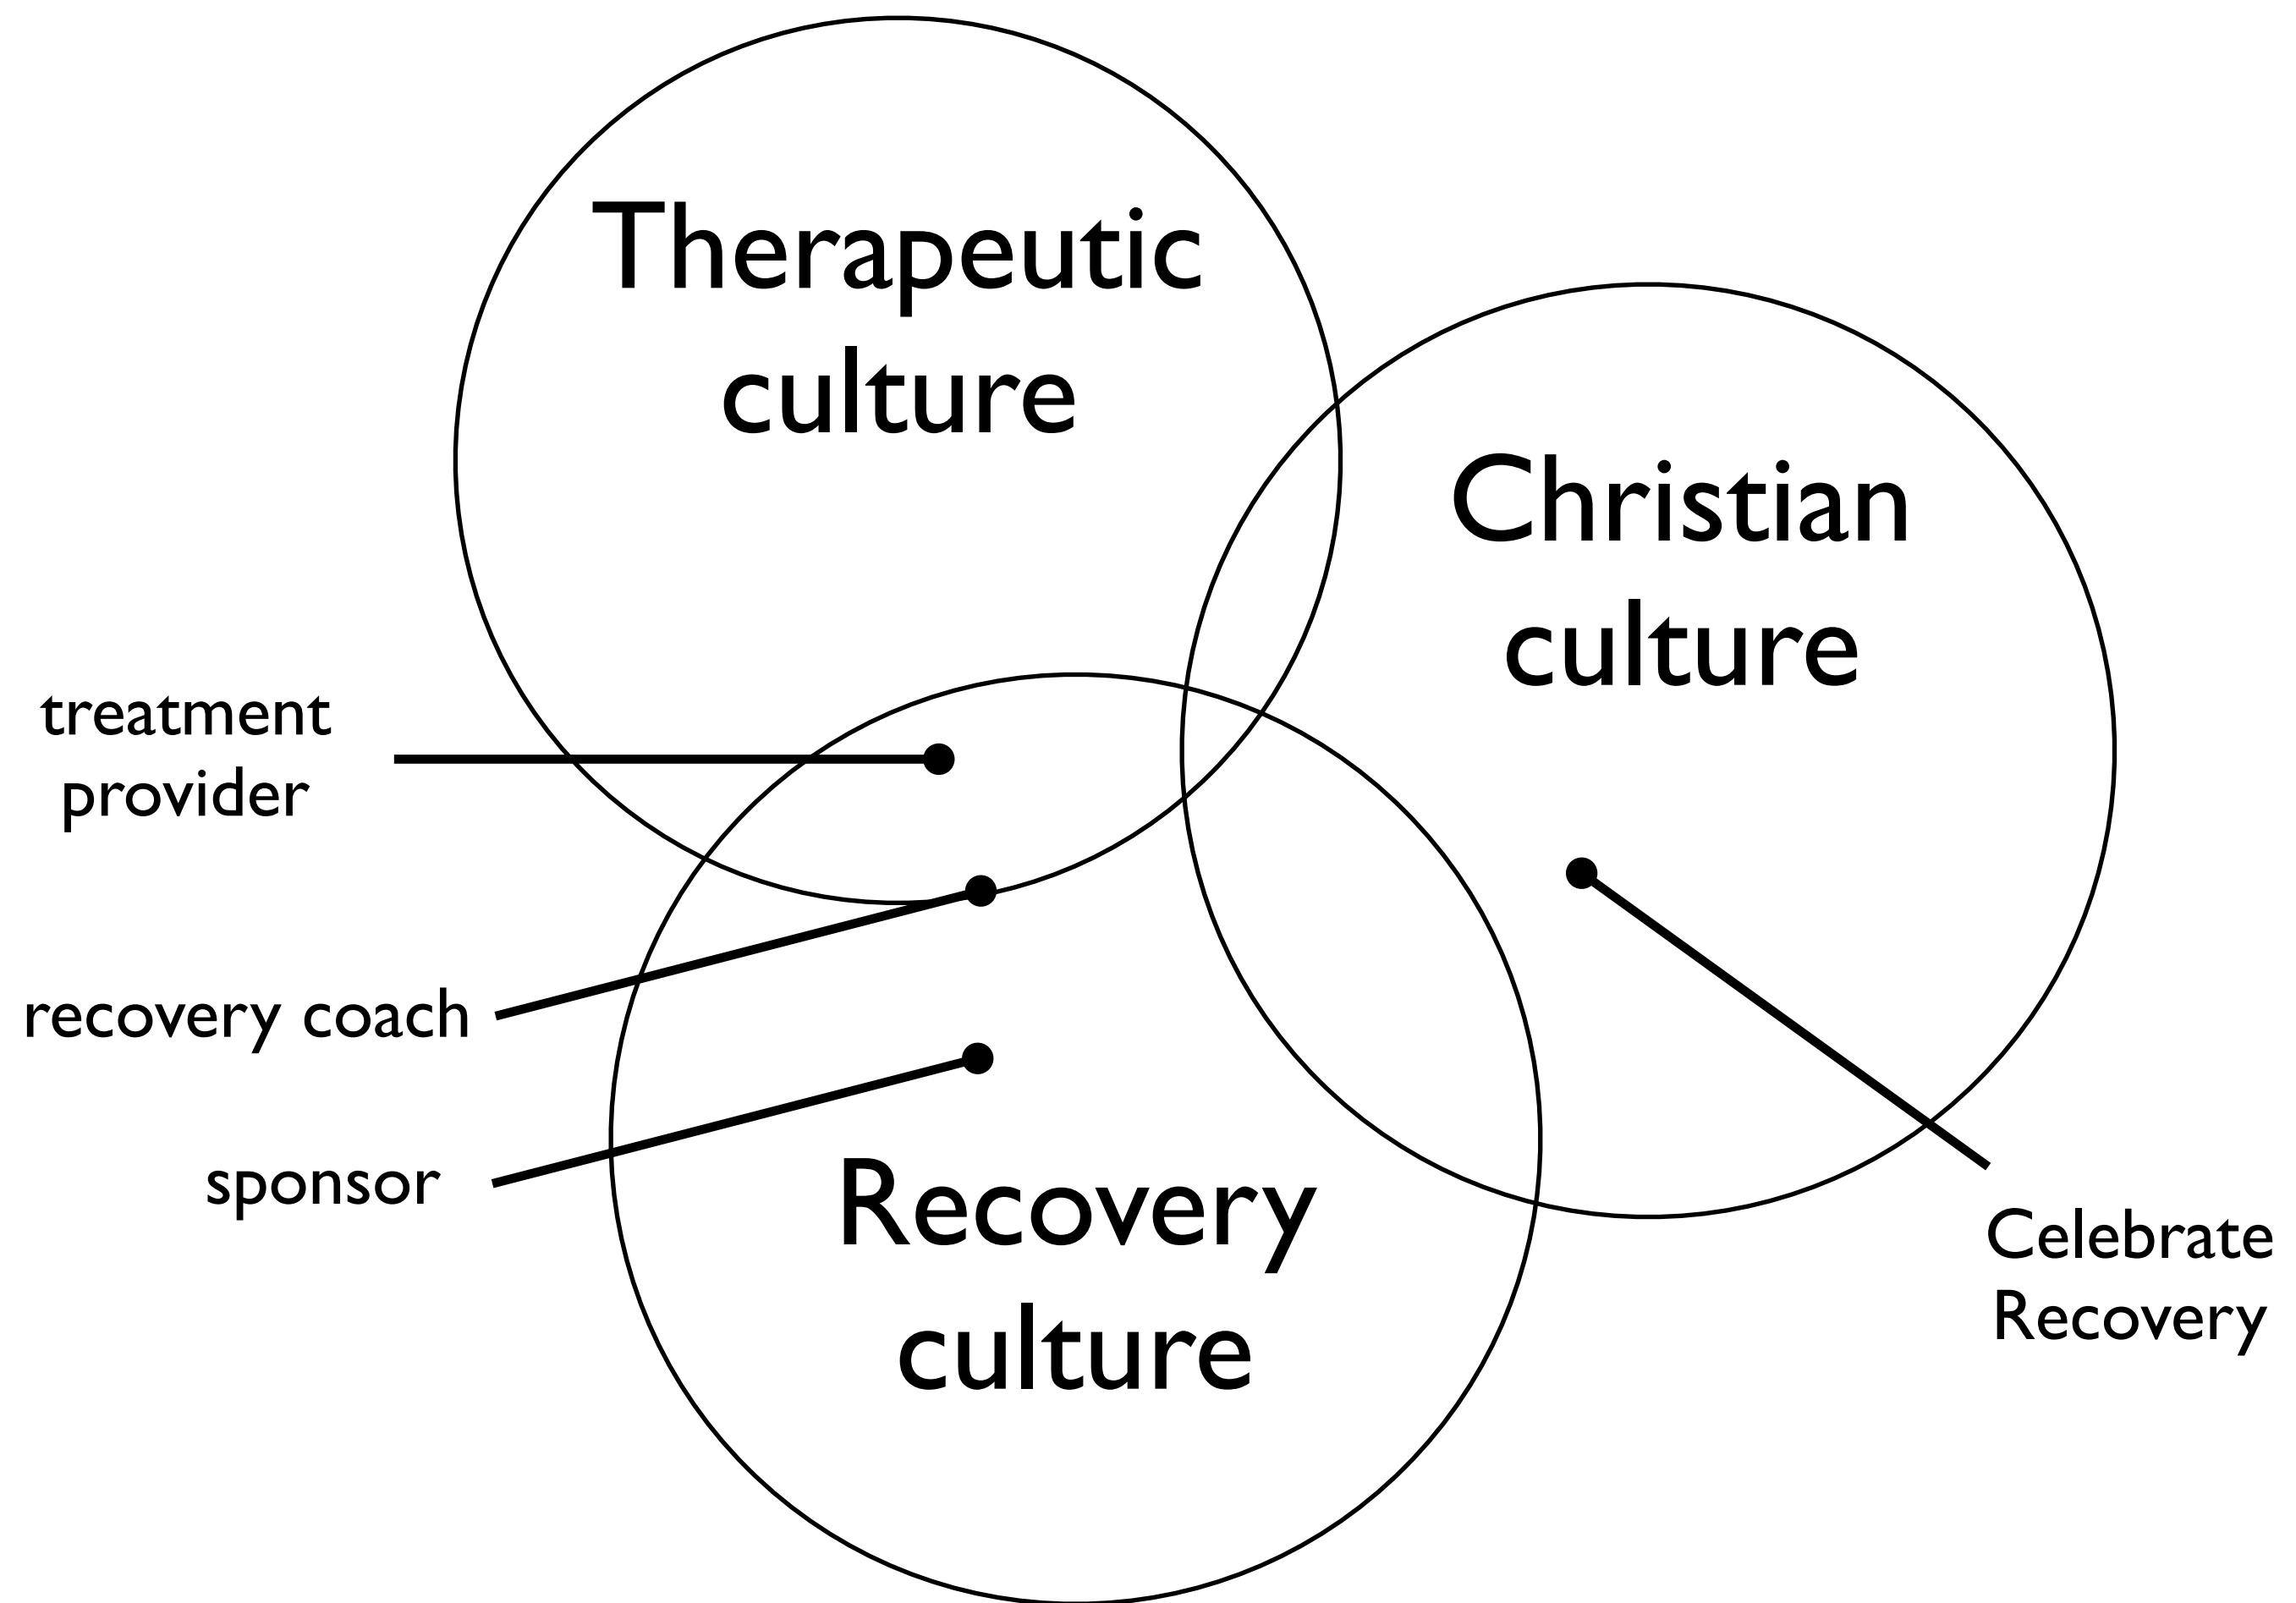 Therapeutic
culture
Christian
culture
treatment
provider
recovery coach
sponsor
Recovery
culture
Celebrate
Recovery